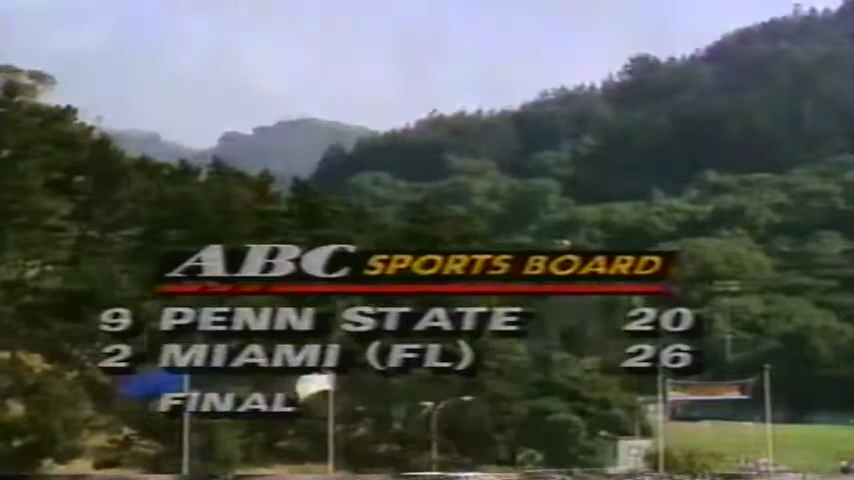 ABC SPORTS BOARD
9 PENN STATE 20
2 MIAMI (FL) 26
FINAL